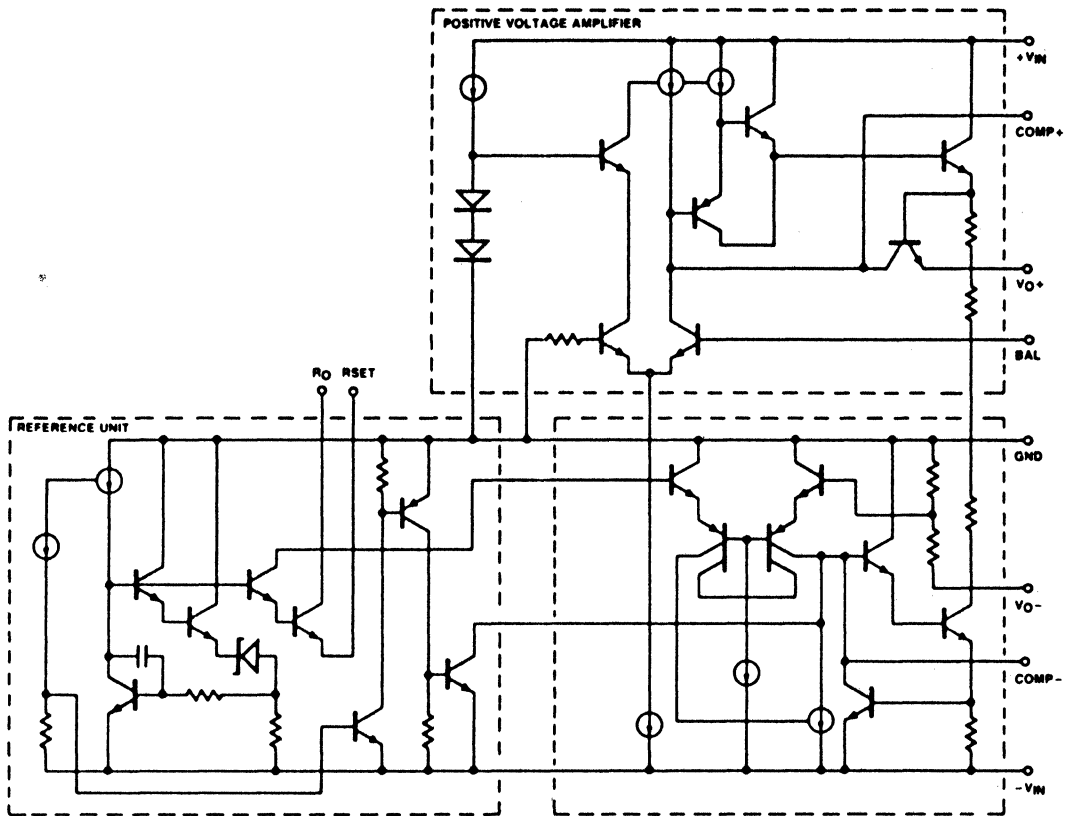 POSITIVE VOLTAGE AMPLIFIER
+VIN
COMP+
VO+
BAL
RO RSET
REFERENCE UNIT
GND
VO-
COMP-
-VIN